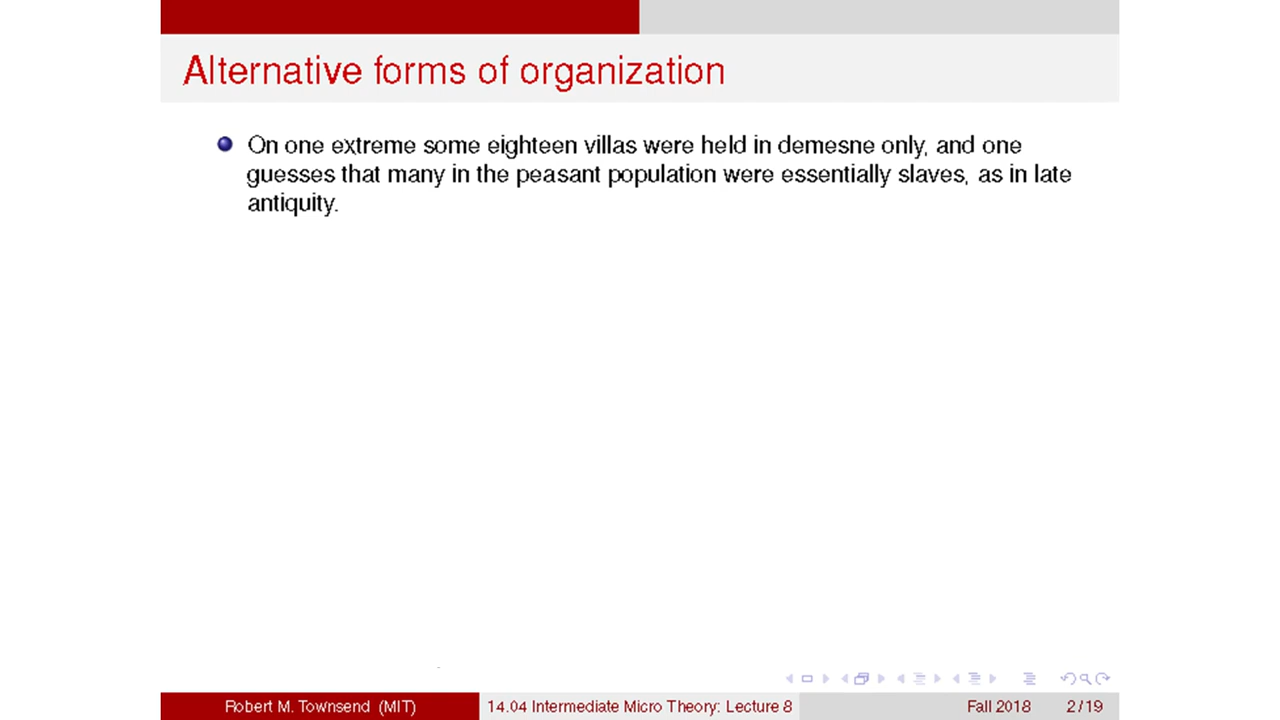 Alternative forms of organization
On one extreme some eighteen villas were held in demesne only, and one
guesses that many in the peasant population were essentially slaves, as in late
antiquity.
Robert M. Townsend (MIT) 14.04 Intermediate Micro Theory: Lecture 8 Fall 2018 2/19